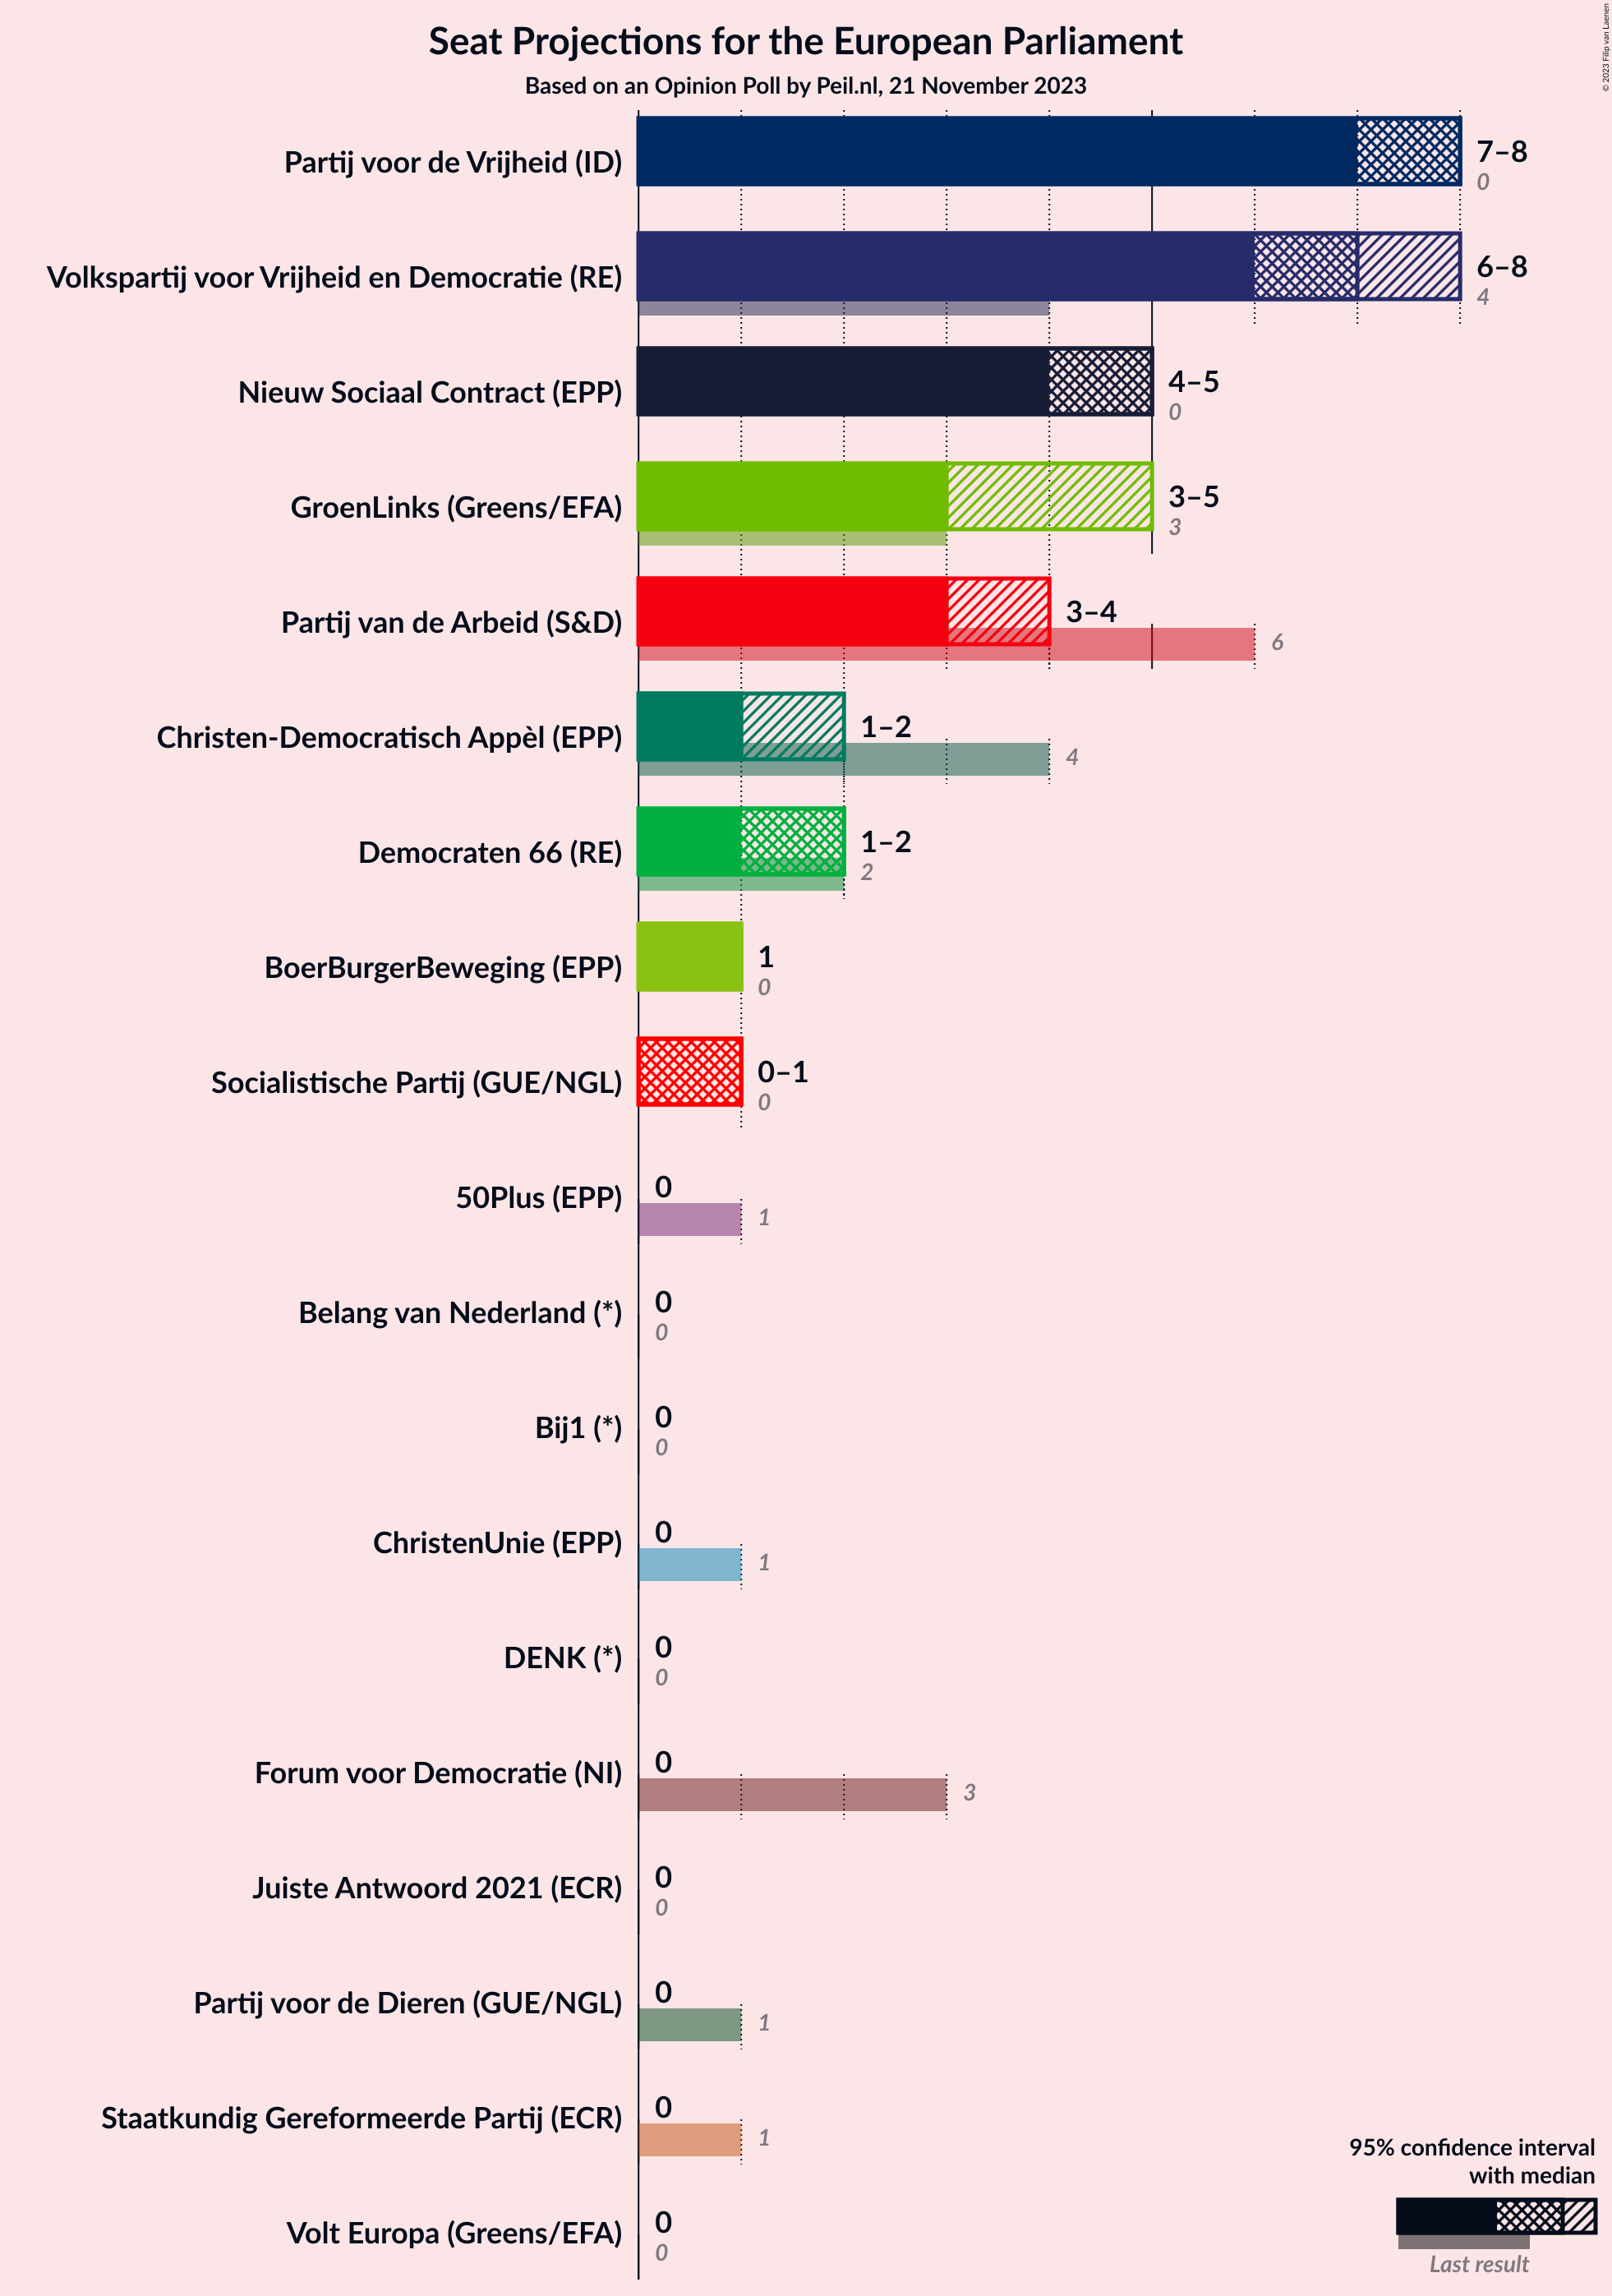 Seat Projections for the European Parliament
Based on an Opinion Poll by Peil.nl, 21 November 2023
© 2023 Filip van Laenen
Partij voor de Vrijheid (ID)
7–8
0
Volkspartij voor Vrijheid en Democratie (RE)
6–8
4
Nieuw Sociaal Contract (EPP)
4–5
0
GroenLinks (Greens/EFA)
3–5
3
Partij van de Arbeid (S&D)
3–4
6
Christen-Democratisch Appèl (EPP)
1–2
4
Democraten 66 (RE)
1–2
2
BoerBurgerBeweging (EPP)
1
0
Socialistische Partij (GUE/NGL)
0–1
0
50Plus (EPP)
0
1
Belang van Nederland (*)
0
0
Bij1 (*)
0
0
ChristenUnie (EPP)
0
1
DENK (*)
0
0
Forum voor Democratie (NI)
0
3
Juiste Antwoord 2021 (ECR)
0
0
Partij voor de Dieren (GUE/NGL)
0
1
Staatkundig Gereformeerde Partij (ECR)
0
1
Volt Europa (Greens/EFA)
0
0
95% confidence interval
with median
Last result